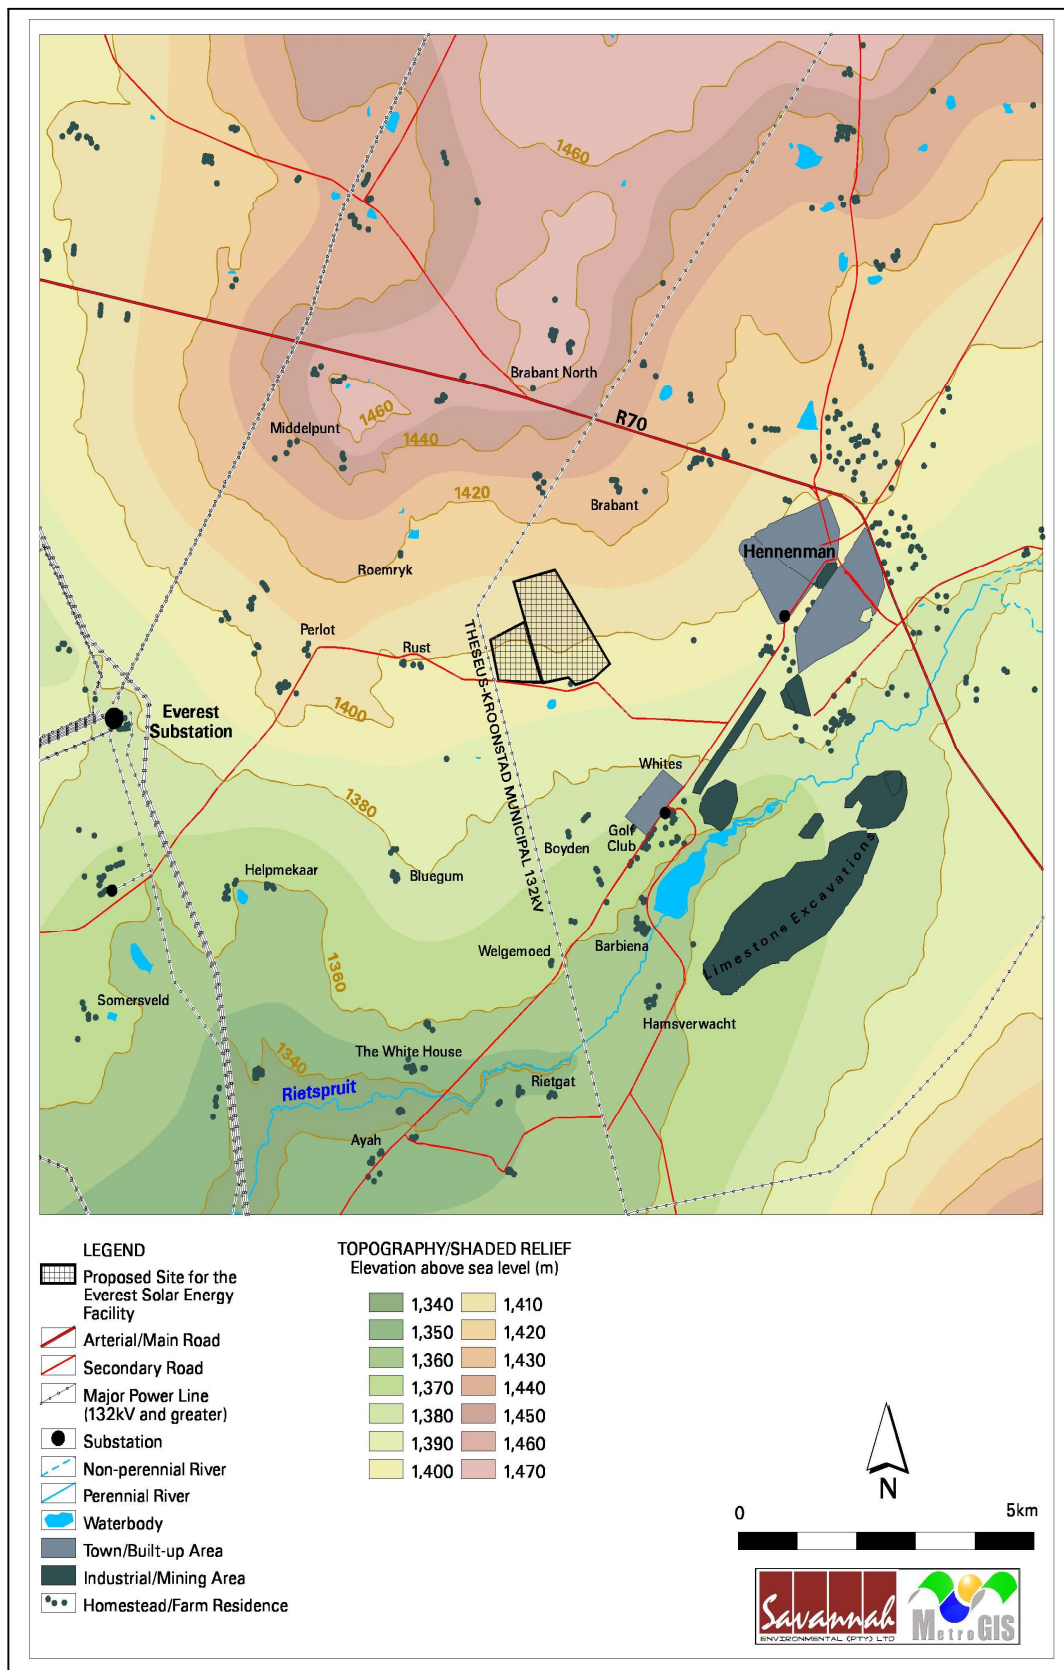 1460
Brabant North
1460
R70
Middelpunt
1440
1420
Brabant
Hennenman
Roemryk
Perlot
Rust
THESEUS-KROONSTAD MUNICIPAL 132kV
1400
Everest
Substation
Whites
1380
Golf
Club
Boyden
Helpmekaar
Bluegum
Limestone Excavations
Barbiena
Welgemoed
1360
Somersveld
Hamsverwacht
1340
The White House
Rietspruit
Rietgat
Ayah
LEGEND
Proposed Site for the
Everest Solar Energy
Facility
Arterial/Main Road
Secondary Road
Major Power Line
(132kV and greater)
Substation
Non-perennial River
Perennial River
Waterbody
Town/Built-up Area
Industrial/Mining Area
Homestead/Farm Residence
TOPOGRAPHY/SHADED RELIEF
Elevation above sea level (m)
1,340 1,410
1,350 1,420
1,360 1,430
1,370 1,440
1,380 1,450
1,390 1,460
1,400 1,470
N
0 5km
Savannah
ENVIRONMENTAL (PTY) LTD
MetroGIS